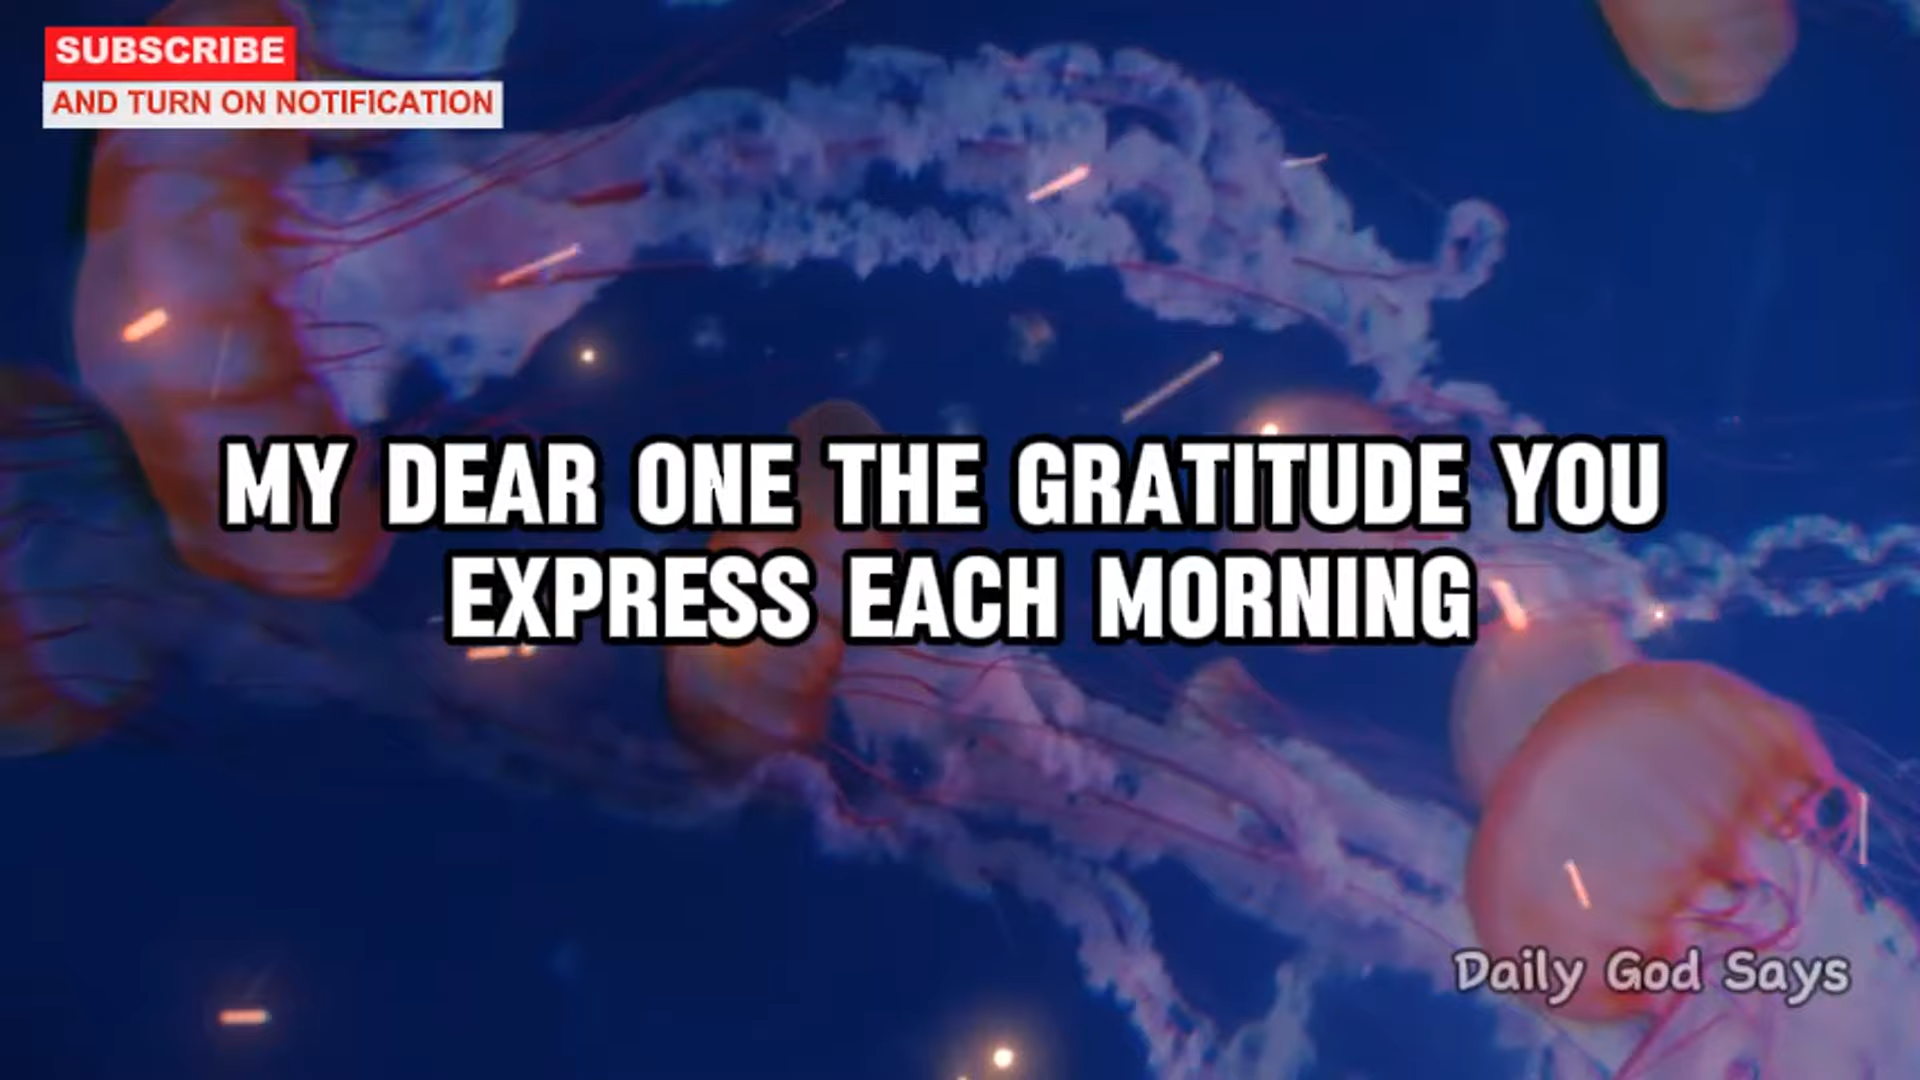 SUBSCRIBE
AND TURN ON NOTIFICATION
MY DEAR ONE THE GRATITUDE YOU
EXPRESS EACH MORNING
Daily God Says